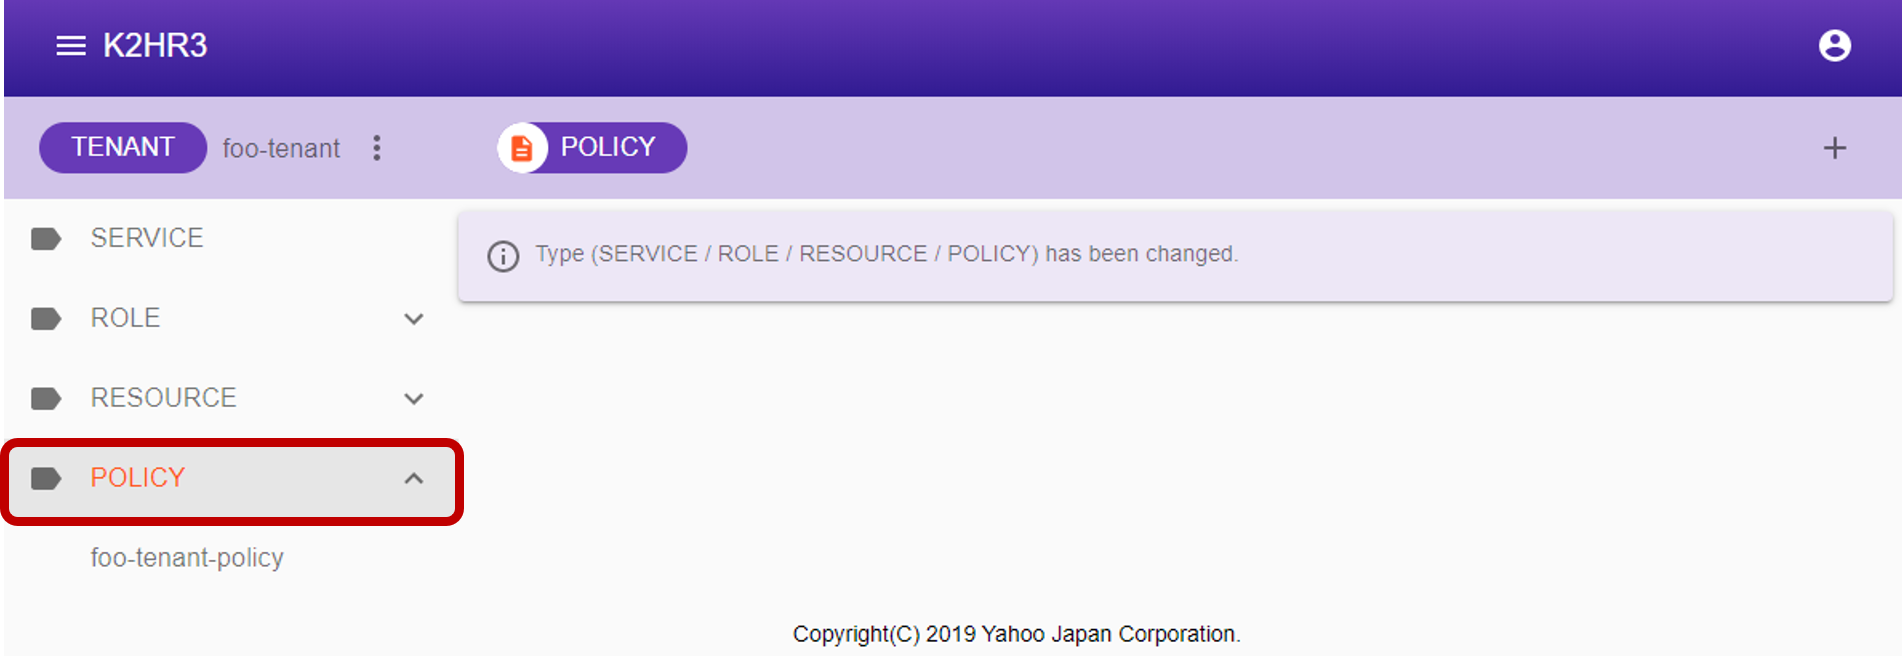 K2HR3
TENANT foo-tenant POLICY
SERVICE
ROLE
RESOURCE
POLICY
foo-tenant-policy
Type (SERVICE / ROLE / RESOURCE / POLICY) has been changed.
Copyright(C) 2019 Yahoo Japan Corporation.